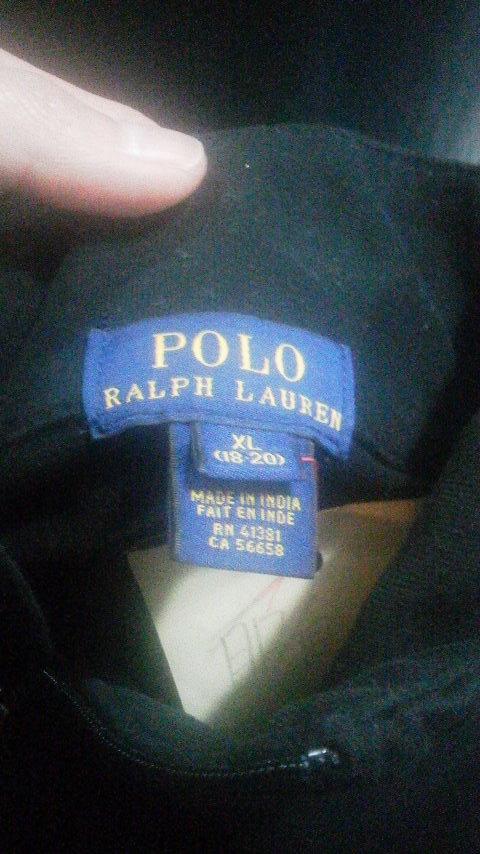 POLO
RALPH LAUREN
XL
(18-20)
MADE IN INDIA
FAIT EN INDE
RN 41381
CA 56658